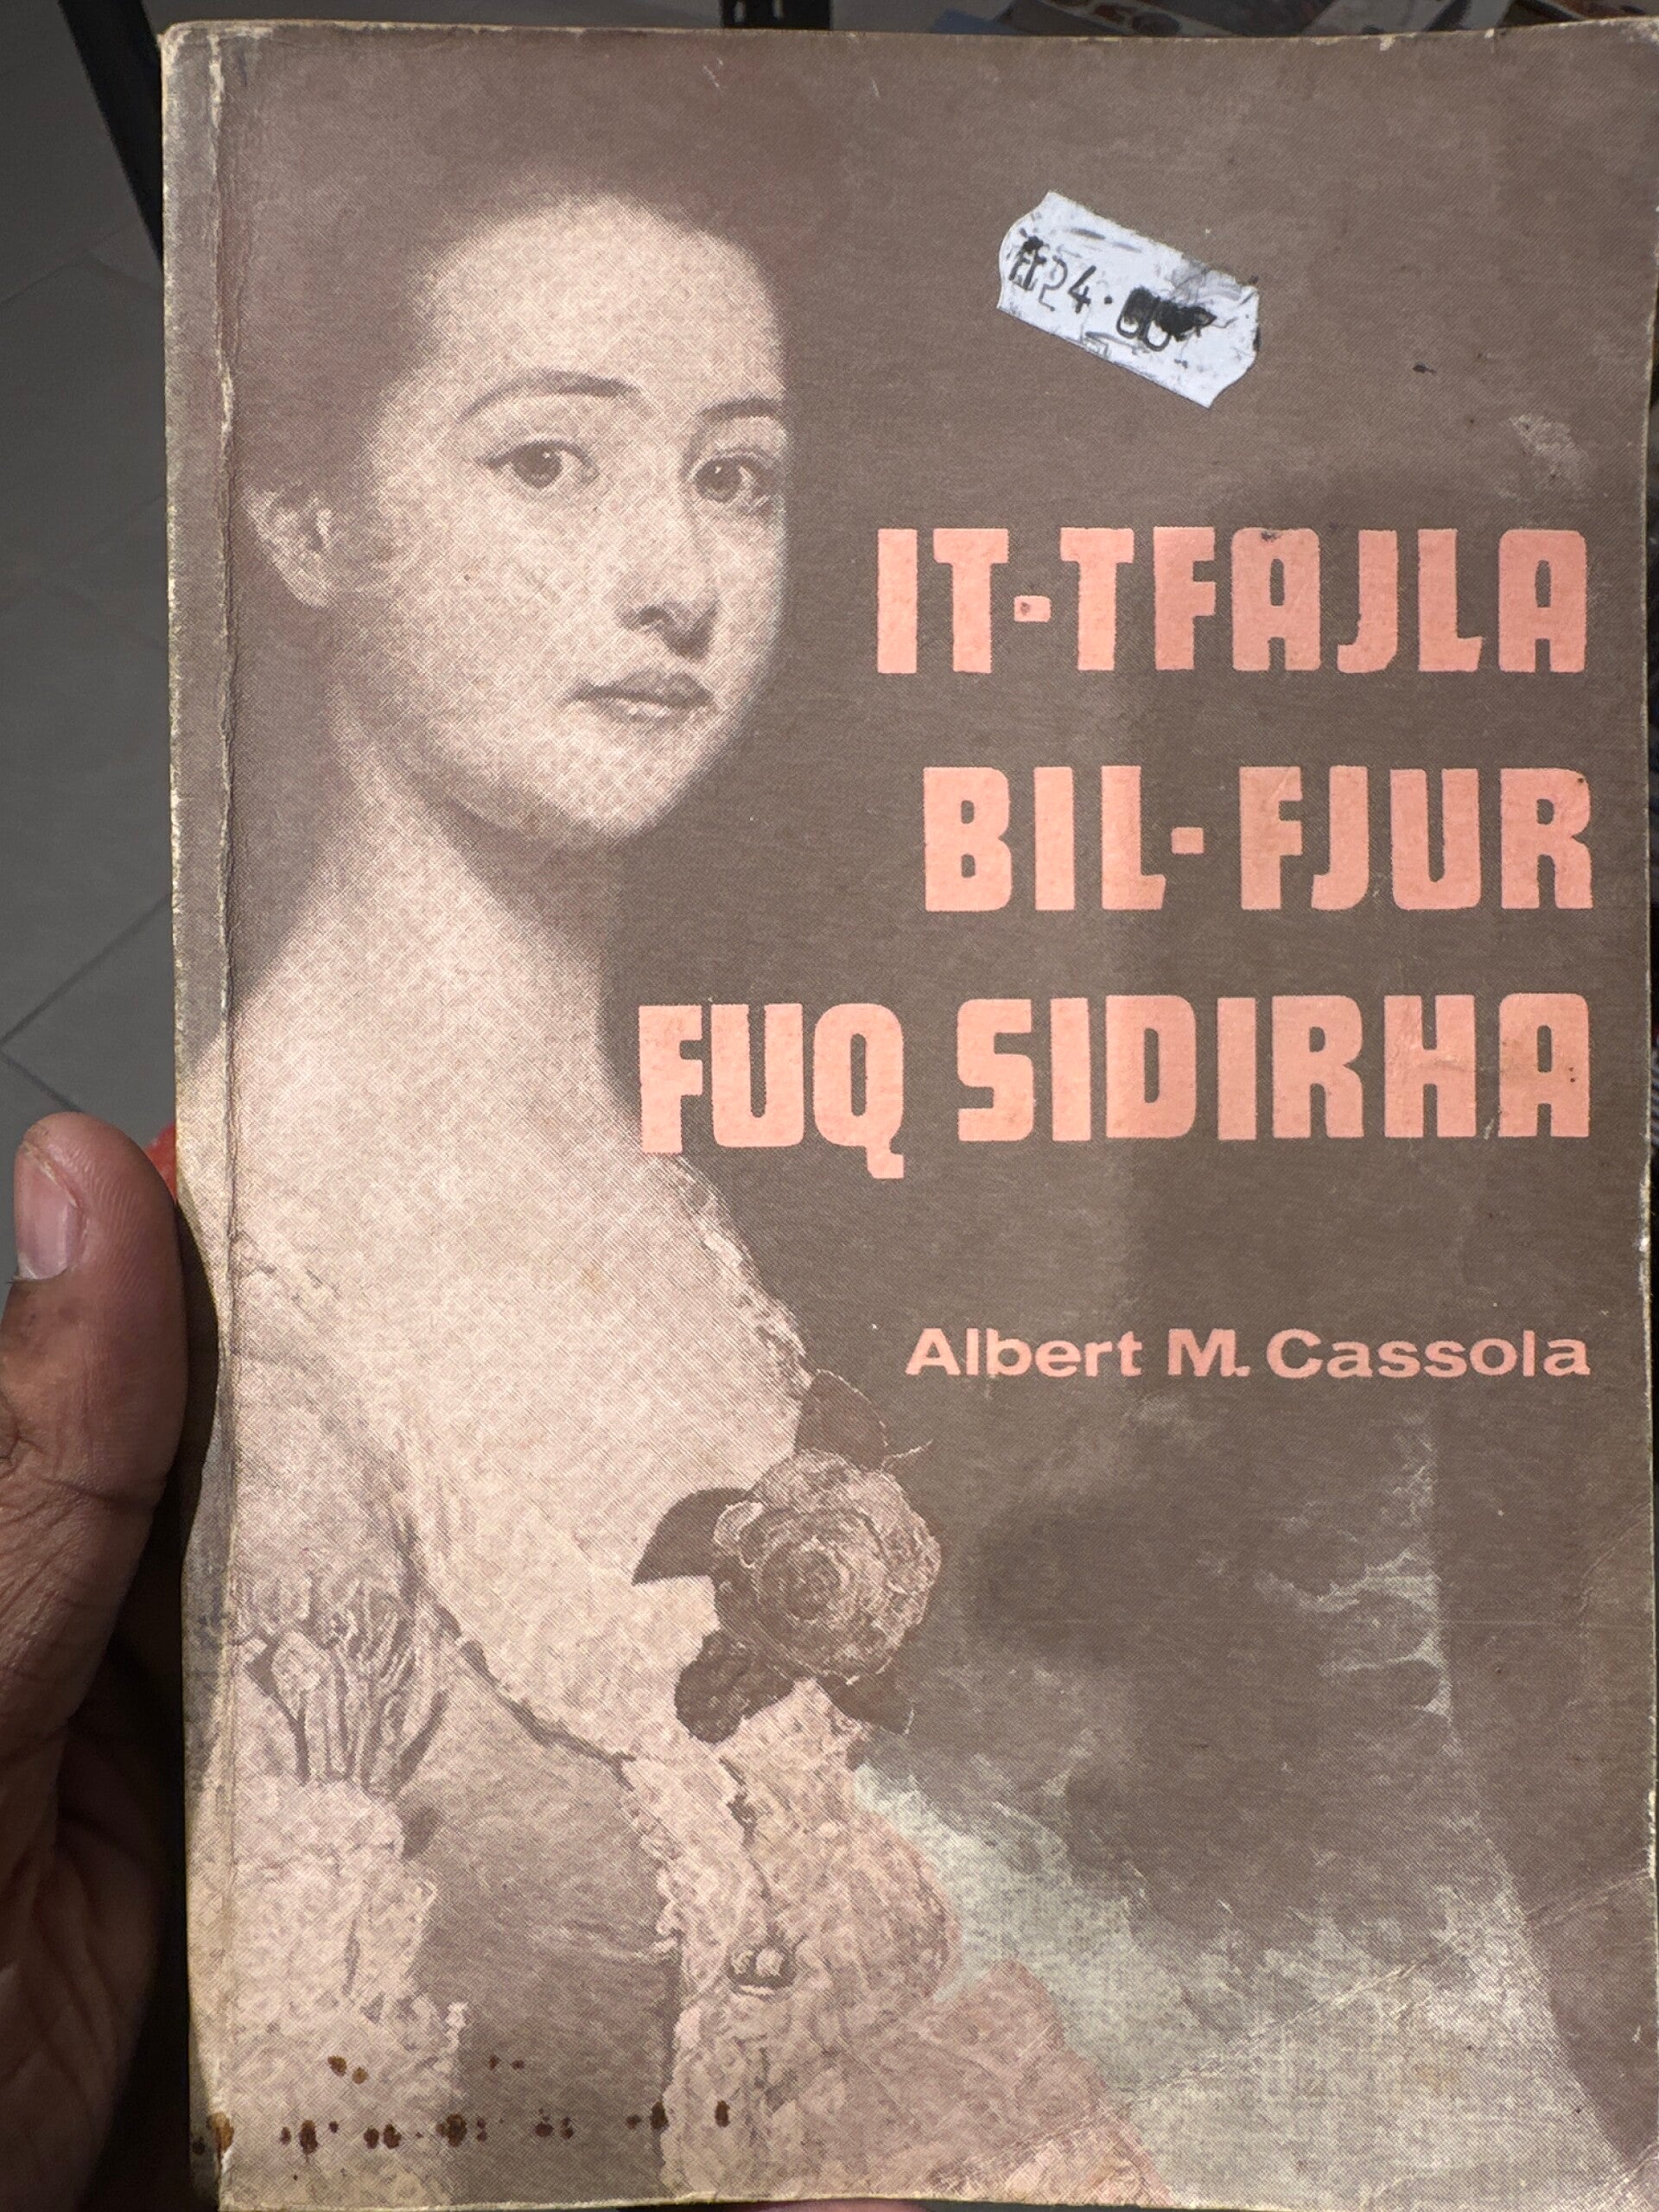 IT-TFAJLA
BIL-FJUR
FUQ SIDIRHA
Albert M. Cassola